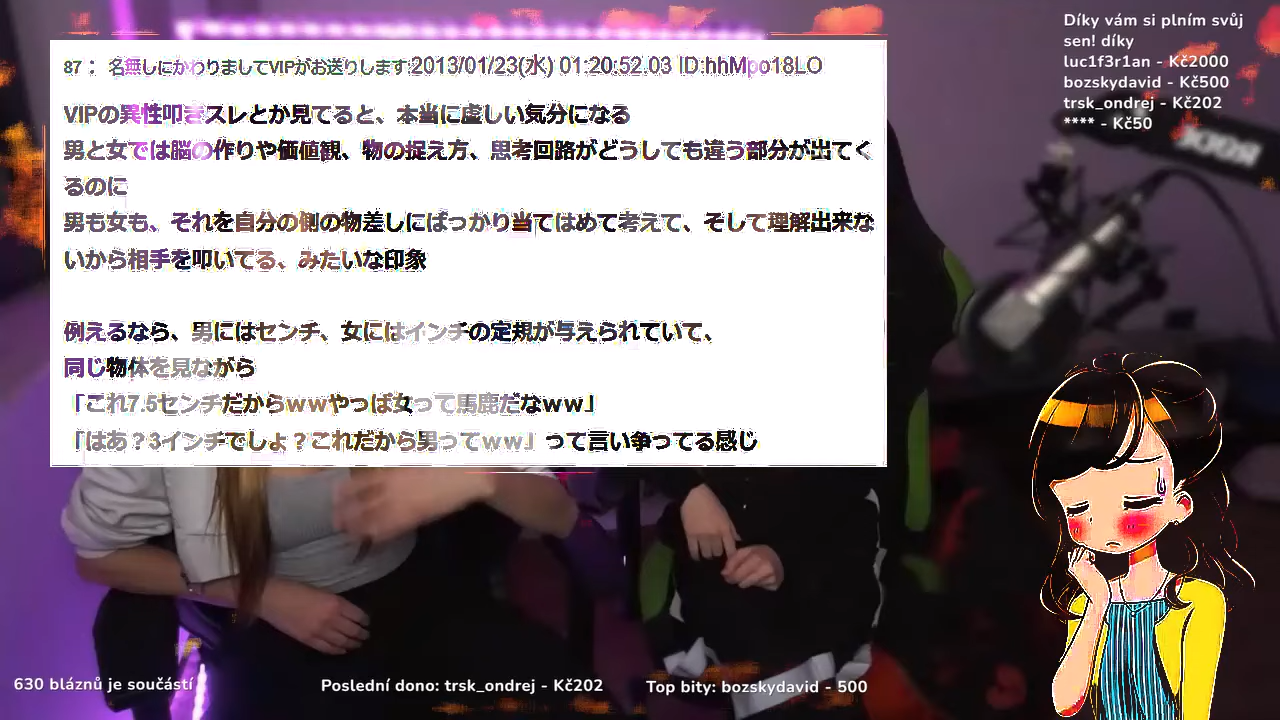 87： 名無しにかわりましてVIPがお送りします:2013/01/23(水) 01:20:52.03 ID:hhMpo18LO
VIPの異性叩きスレとか見てると、本当に虚しい気分になる
男と女では脳の作りや価値観、物の捉え方、思考回路がどうしても違う部分が出てく
るのに
男も女も、それを自分の側の物差しにばっかり当てはめて考えて、そして理解出来な
いから相手を叩いてる、みたいな印象
例えるなら、男にはセンチ、女にはインチの定規が与えられていて、
同じ物体を見ながら
「これ7.5センチだからｗｗやっぱ女って馬鹿だなｗｗ」
「はあ？3インチでしょ？これだから男ってｗｗ」って言い争ってる感じ
Díky vám si plním svůj
sen! díky
luc1f3r1an - Kč2000
bozskydavid - Kč500
trsk_ondrej - Kč202
**** - Kč50
630 bláznů je součástí
Poslední dono: trsk_ondrej - Kč202
Top bity: bozskydavid - 500